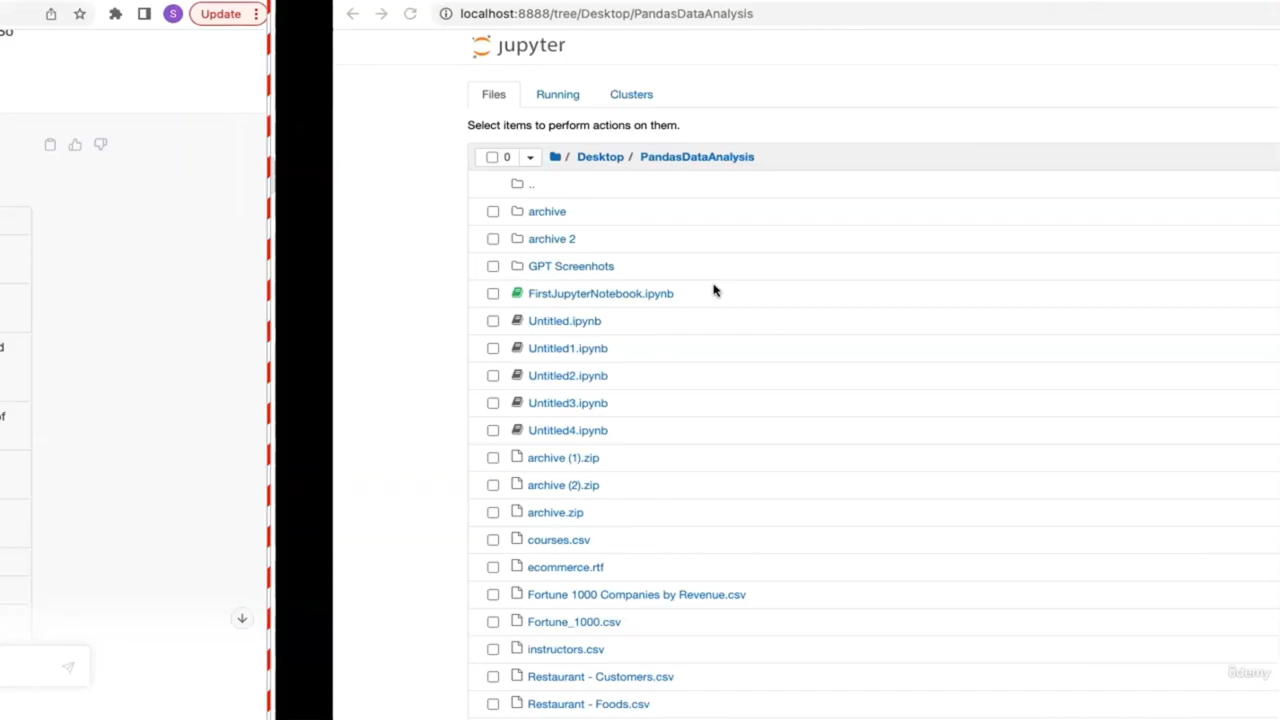 So
S
Update
d
of
localhost:8888/tree/Desktop/PandasDataAnalysis
jupyter
Files
Running
Clusters
Select items to perform actions on them.
0
/ Desktop / PandasDataAnalysis
..
archive
archive 2
GPT Screenhots
FirstJupyterNotebook.ipynb
Untitled.ipynb
Untitled1.ipynb
Untitled2.ipynb
Untitled3.ipynb
Untitled4.ipynb
archive (1).zip
archive (2).zip
archive.zip
courses.csv
ecommerce.rtf
Fortune 1000 Companies by Revenue.csv
Fortune_1000.csv
instructors.csv
Restaurant - Customers.csv
Restaurant - Foods.csv
ûdemy